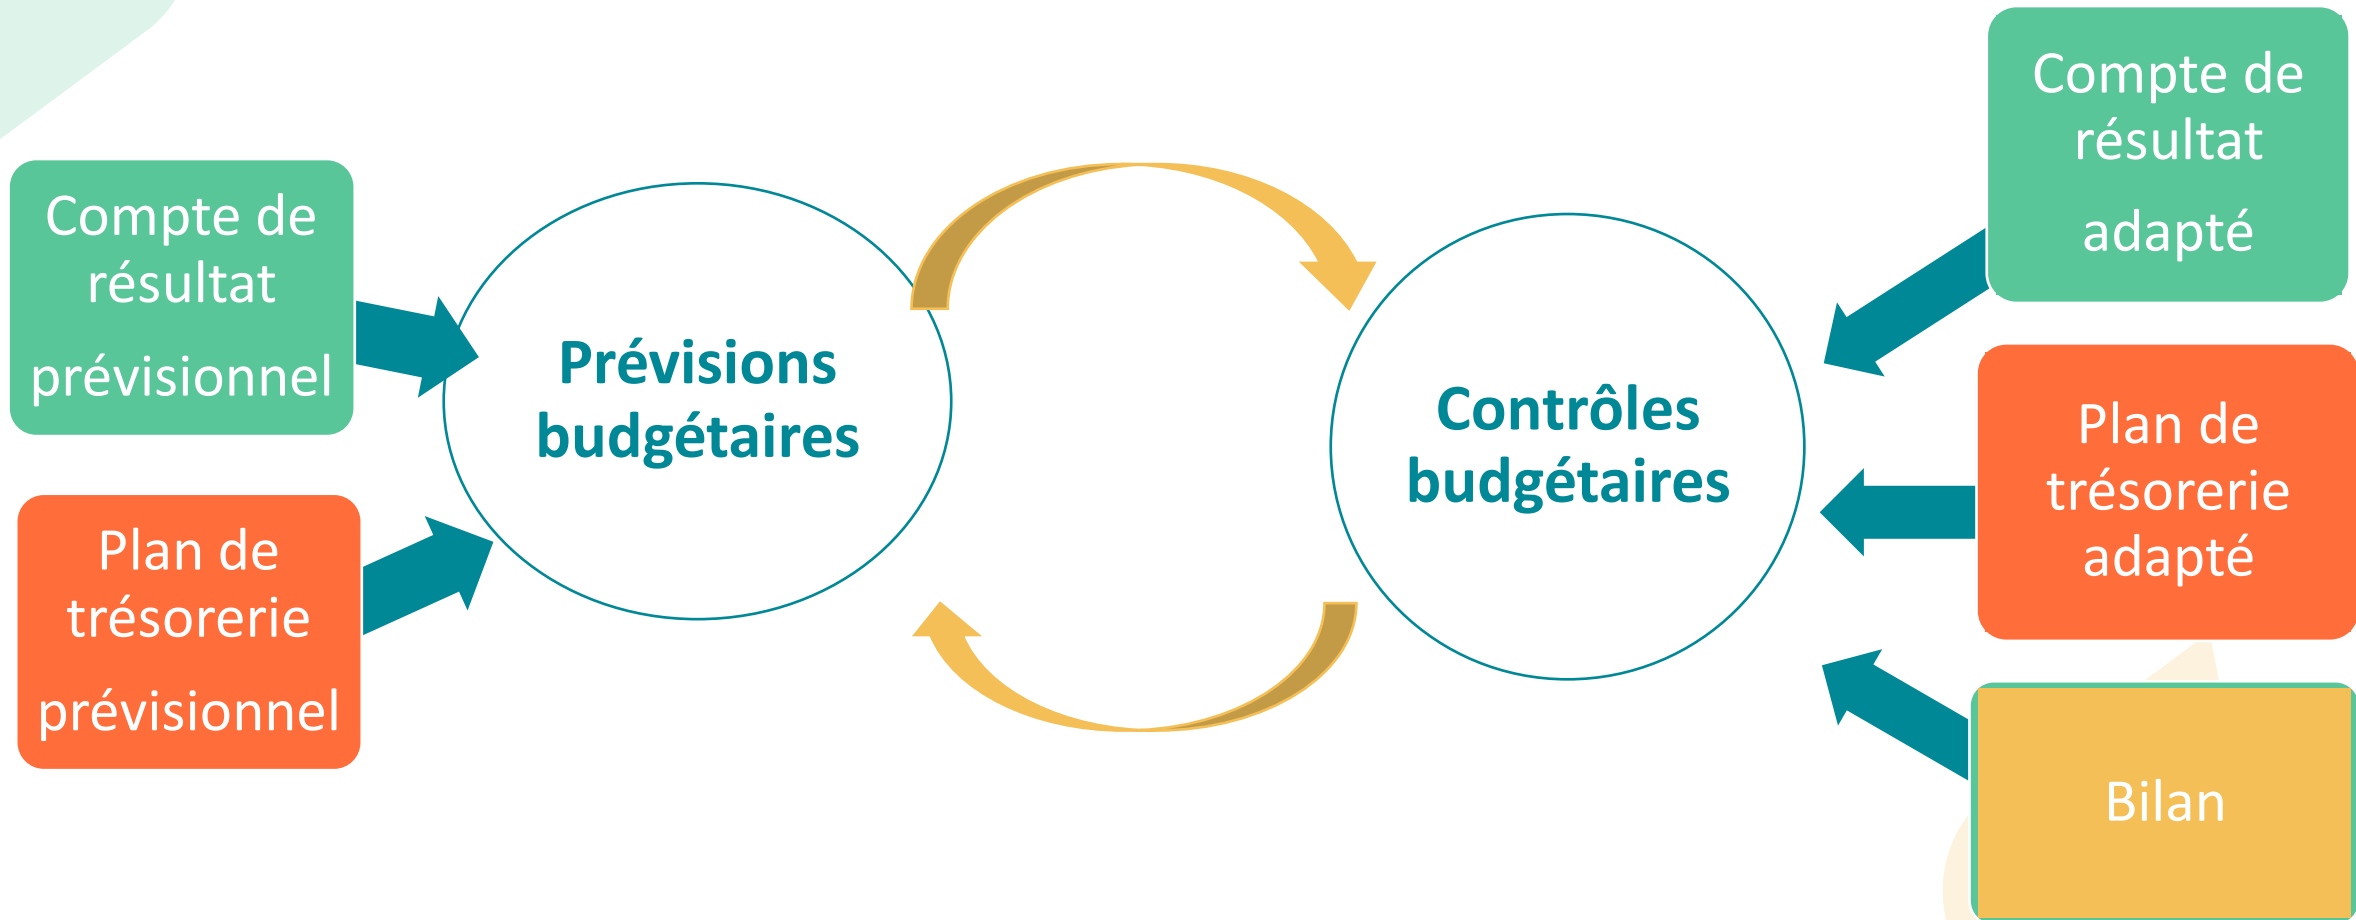 Compte de
résultat
prévisionnel
Plan de
trésorerie
prévisionnel
Prévisions
budgétaires
Contrôles
budgétaires
Compte de
résultat
adapté
Plan de
trésorerie
adapté
Bilan